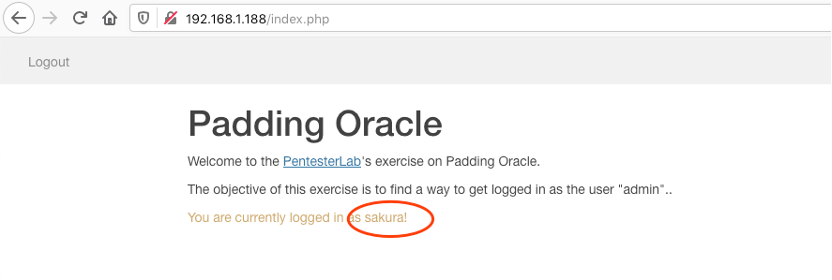 192.168.1.188/index.php
Logout
Padding Oracle
Welcome to the PentesterLab's exercise on Padding Oracle.
The objective of this exercise is to find a way to get logged in as the user "admin"..
You are currently logged in as sakura!